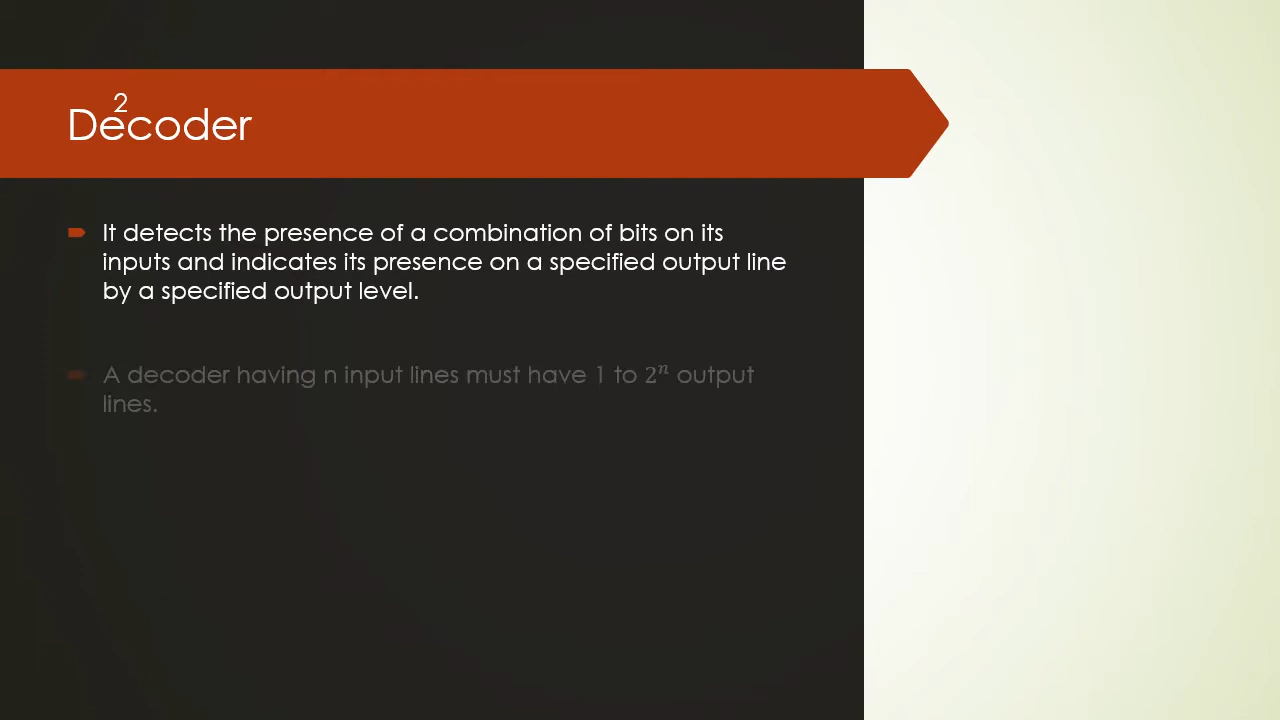 2
Decoder
It detects the presence of a combination of bits on its
inputs and indicates its presence on a specified output line
by a specified output level.
A decoder having n input lines must have 1 to 2ⁿ output
lines.